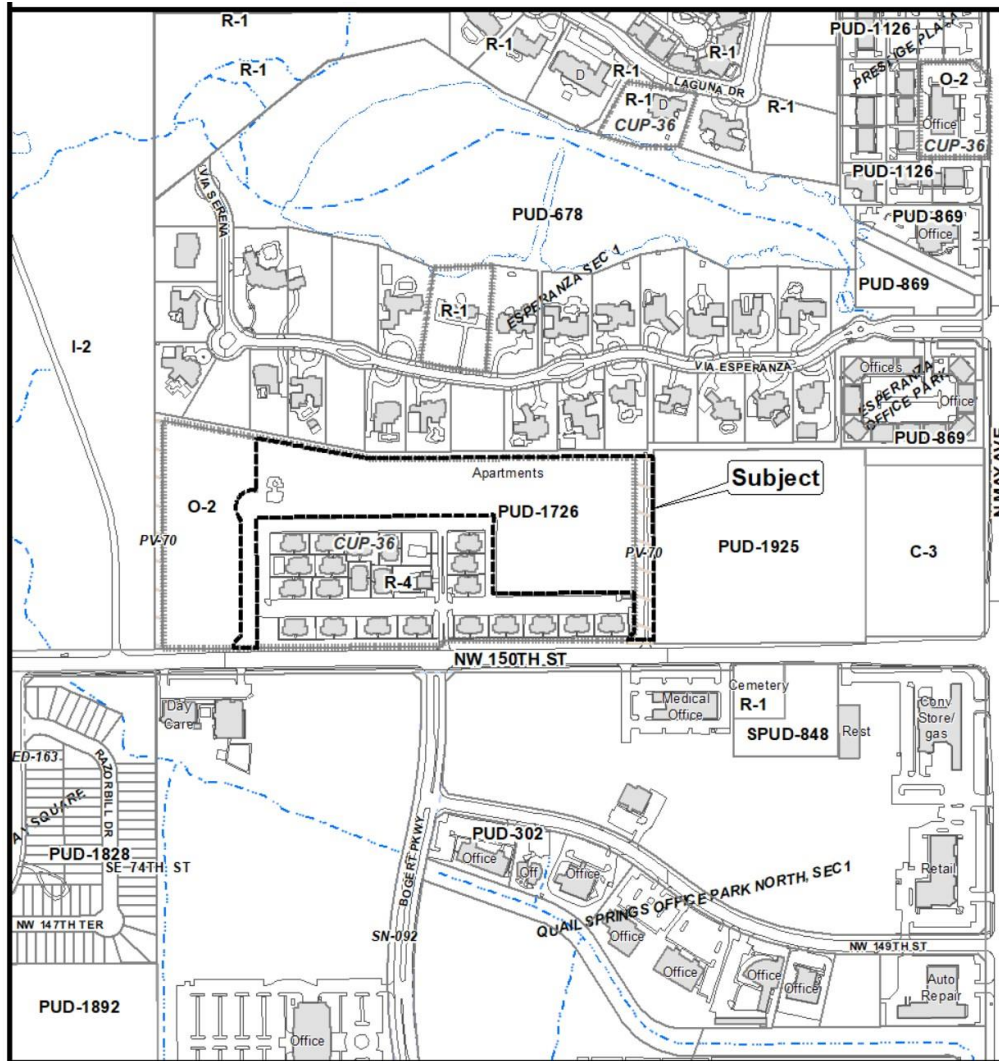 R-1
PUD-1126
R-1
R-1
R-1
PRESTIGE PLA
R-1
D
LAGUNA DR
O-2
R-1
D
R-1
CUP-36
Office
CUP-36
PUD-1126
VIA SERENA
PUD-678
PUD-869
Office
ESPERANZA SEC 1
PUD-869
R-1
I-2
VIA ESPERANZA
Offices
ESPERANZA
OFFICE PARK
Office
PUD-869
N MAY AVE
Apartments
Subject
O-2
PUD-1726
PV-70
CUP-36
PV-70
PUD-1925
C-3
R-4
NW 150TH ST
Day
Care
Medical
Office
Cemetery
R-1
SPUD-848
Rest
Conv
Store/
gas
ED-163
RAZORBILL DR
AY SQUARE
PUD-1828
SE 74TH ST
BOGERT PKWY
PUD-302
Office
Off
Office
Retail
QUAIL SPRINGS OFFICE PARK NORTH, SEC 1
NW 147TH TER
SN-092
Office
NW 149TH ST
Office
Office
Office
Auto
Repair
PUD-1892
Office